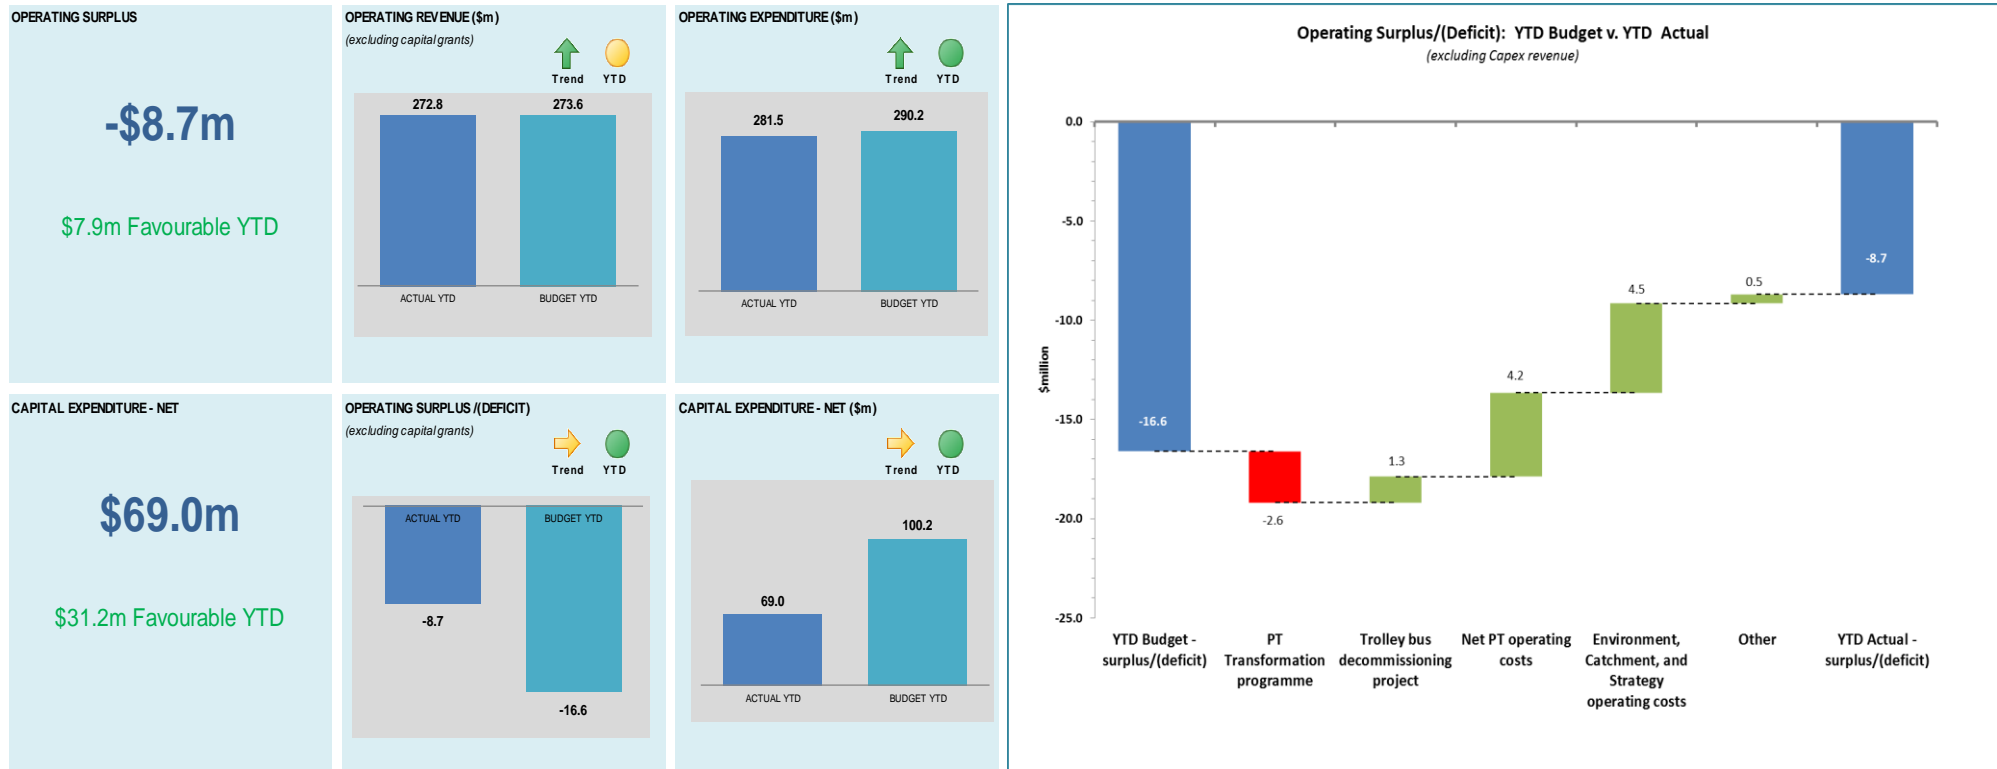 OPERATING SURPLUS
-$8.7m
$7.9m Favourable YTD
OPERATING REVENUE ($m)
(excluding capital grants)
Trend YTD
272.8
273.6
ACTUAL YTD
BUDGET YTD
OPERATING EXPENDITURE ($m)
Trend YTD
281.5
290.2
ACTUAL YTD
BUDGET YTD
CAPITAL EXPENDITURE - NET
$69.0m
$31.2m Favourable YTD
OPERATING SURPLUS /(DEFICIT)
(excluding capital grants)
Trend YTD
ACTUAL YTD
BUDGET YTD
-8.7
-16.6
CAPITAL EXPENDITURE - NET ($m)
Trend YTD
69.0
100.2
ACTUAL YTD
BUDGET YTD
Operating Surplus/(Deficit): YTD Budget v. YTD Actual
(excluding Capex revenue)
$million
0.0
-5.0
-10.0
-15.0
-20.0
-25.0
-16.6
-2.6
1.3
4.2
4.5
0.5
-8.7
YTD Budget -
surplus/(deficit)
PT
Transformation
programme
Trolley bus
decommissioning
project
Net PT operating
costs
Environment,
Catchment, and
Strategy
operating costs
Other
YTD Actual -
surplus/(deficit)